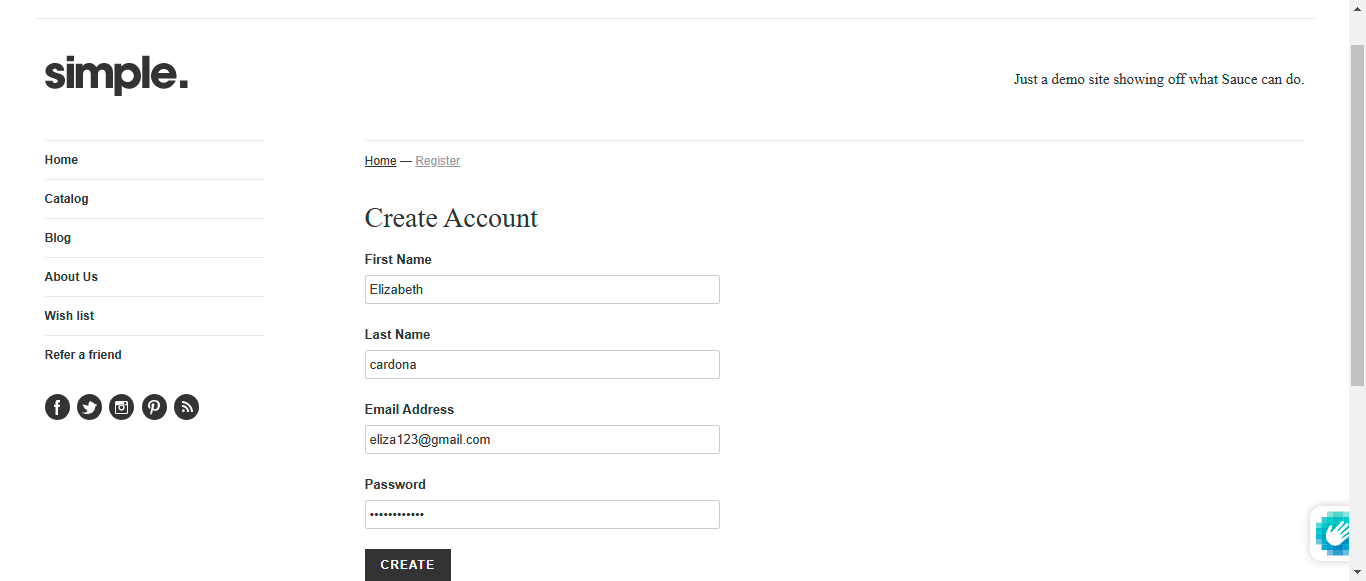 simple.
Just a demo site showing off what Sauce can do.
Home
Catalog
Blog
About Us
Wish list
Refer a friend
Home — Register
Create Account
First Name
Elizabeth
Last Name
cardona
Email Address
eliza123@gmail.com
Password
••••••••••••
CREATE